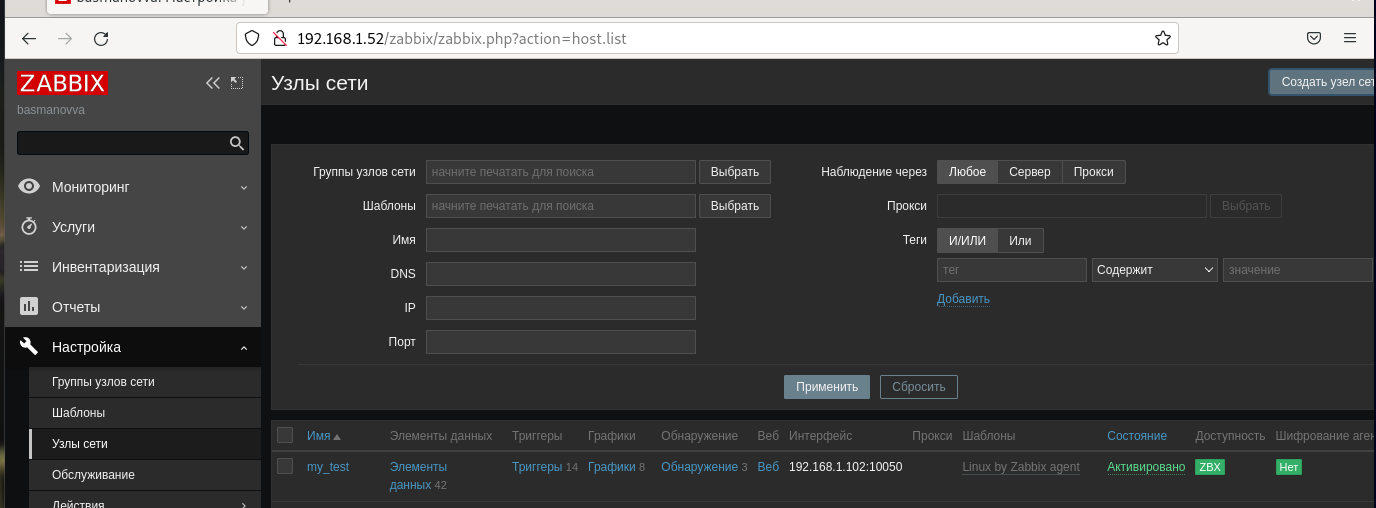 192.168.1.52/zabbix/zabbix.php?action=host.list
ZABBIX
basmanovva
Узлы сети
Создать узел сет
Мониторинг
Услуги
Инвентаризация
Отчеты
Настройка
Группы узлов сети
Шаблоны
Узлы сети
Обслуживание
Действия
Группы узлов сети начните печатать для поиска Выбрать
Шаблоны начните печатать для поиска Выбрать
Имя
DNS
IP
Порт
Наблюдение через Любое Сервер Прокси
Прокси Выбрать
Теги И/ИЛИ Или
тег Содержит значение
Добавить
Применить Сбросить
Имя Элементы данных Триггеры Графики Обнаружение Веб Интерфейс Прокси Шаблоны Состояние Доступность Шифрование аген
my_test Элементы Триггеры 14 Графики 8 Обнаружение 3 Веб 192.168.1.102:10050 Linux by Zabbix agent Активировано ZBX Нет
данных 42